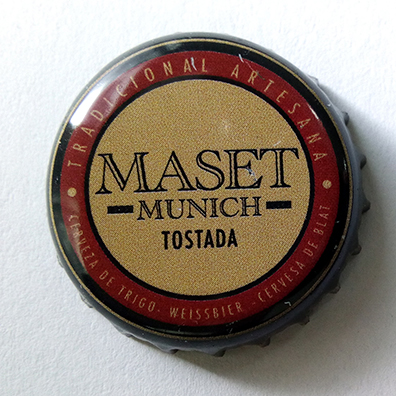 TRADICIONAL ARTESANA
MASET
MUNICH
TOSTADA
CERVEZA DE TRIGO · WEISSBIER · CERVESA DE BLAT